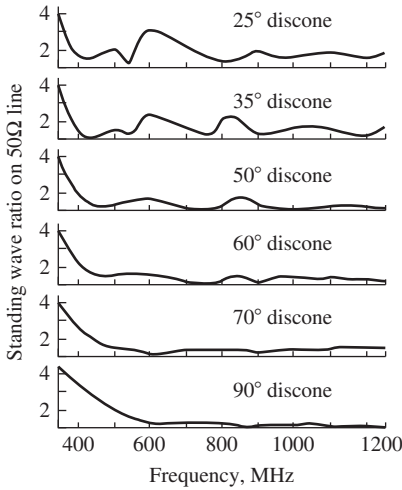 Standing wave ratio on 50Ω line
4
2
25° discone
4
2
35° discone
4
2
50° discone
4
2
60° discone
4
2
70° discone
4
2
90° discone
400 600 800 1000 1200
Frequency, MHz